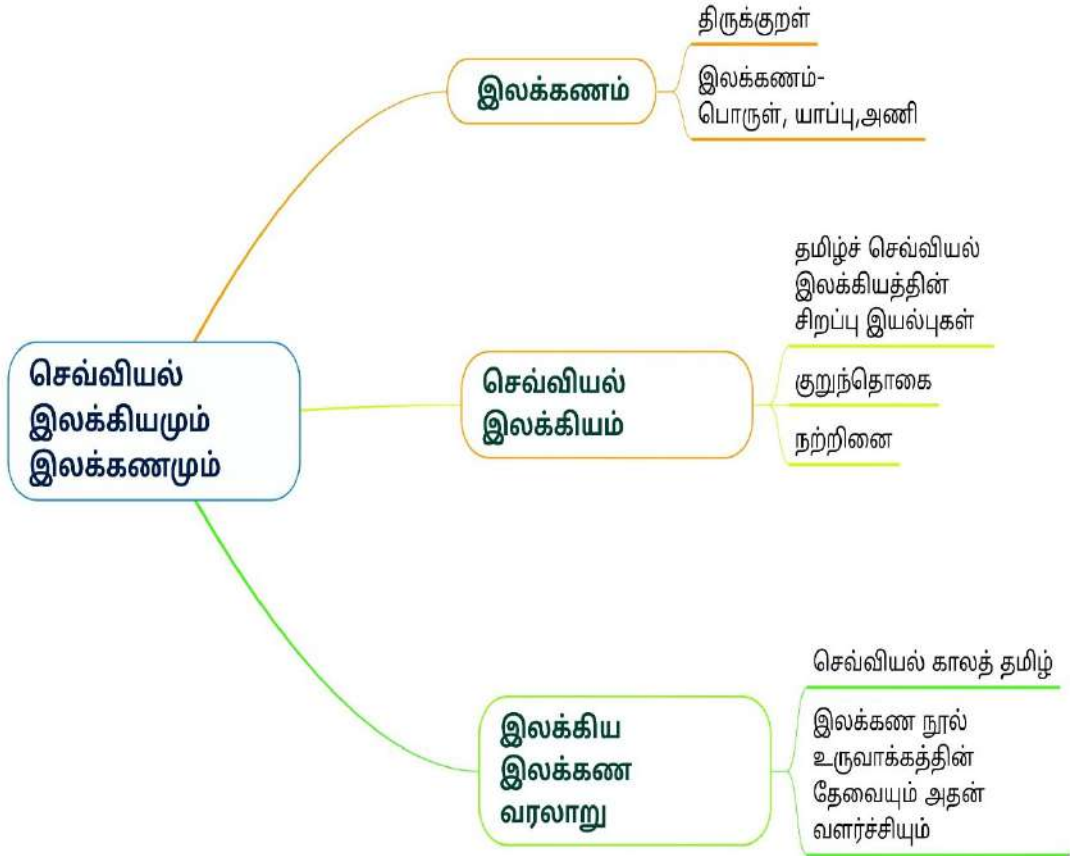 திருக்குறள்
இலக்கணம்
இலக்கணம்-
பொருள், யாப்பு,அணி
தமிழ்ச் செவ்வியல்
இலக்கியத்தின்
சிறப்பு இயல்புகள்
செவ்வியல்
இலக்கியமும்
இலக்கணமும்
செவ்வியல்
இலக்கியம்
குறுந்தொகை
நற்றினை
செவ்வியல் காலத் தமிழ்
இலக்கிய
இலக்கண
வரலாறு
இலக்கண நூல்
உருவாக்கத்தின்
தேவையும் அதன்
வளர்ச்சியும்